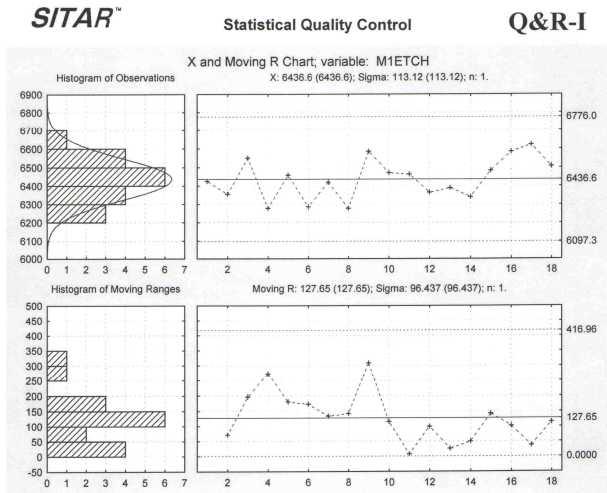 SITAR™
Statistical Quality Control
Q&R-I
X and Moving R Chart; variable: M1ETCH
Histogram of Observations
X: 6436.6 (6436.6); Sigma: 113.12 (113.12); n: 1.
6900
6800
6700
6600
6500
6400
6300
6200
6100
6000
0 1 2 3 4 5 6 7
6776.0
6436.6
6097.3
2 4 6 8 10 12 14 16 18
Histogram of Moving Ranges
Moving R: 127.65 (127.65); Sigma: 96.437 (96.437); n: 1.
500
450
400
350
300
250
200
150
100
50
0
-50
0 1 2 3 4 5 6 7
416.96
127.65
0.0000
2 4 6 8 10 12 14 16 18